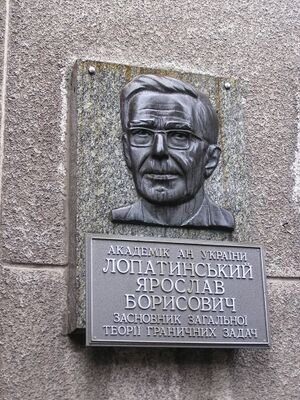 АКАДЕМІК АН УКРАЇНИ
ЛОПАТИНСЬКИЙ
ЯРОСЛАВ
БОРИСОВИЧ
ЗАСНОВНИК ЗАГАЛЬНОЇ
ТЕОРІЇ ГРАНИЧНИХ ЗАДАЧ